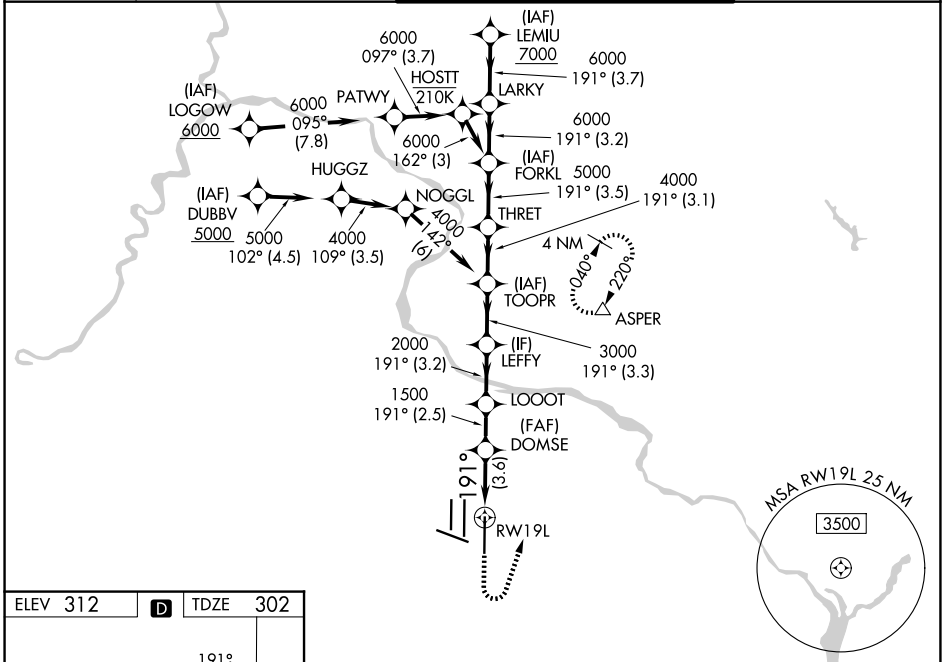 (IAF)
LEMIU
7000
6000
097° (3.7)
6000
191° (3.7)
HOSTT
210K
LARKY
PATWY
(IAF)
LOGOW
6000
6000
095°
(7.8)
6000
191° (3.2)
6000
162° (3)
(IAF)
FORKL
HUGGZ
5000
191° (3.5)
4000
191° (3.1)
(IAF)
DUBBV
5000
NOGGL
THRET
5000
102° (4.5)
4000
109° (3.5)
4000
142°
(6)
4 NM
040°
220°
(IAF)
TOOPR
ASPER
(IF)
LEFFY
2000
191° (3.2)
3000
191° (3.3)
1500
191° (2.5)
LOOOT
(FAF)
DOMSE
191°
(3.6)
RW19L
MSA RW19L 25 NM
3500
ELEV 312 D TDZE 302
191°